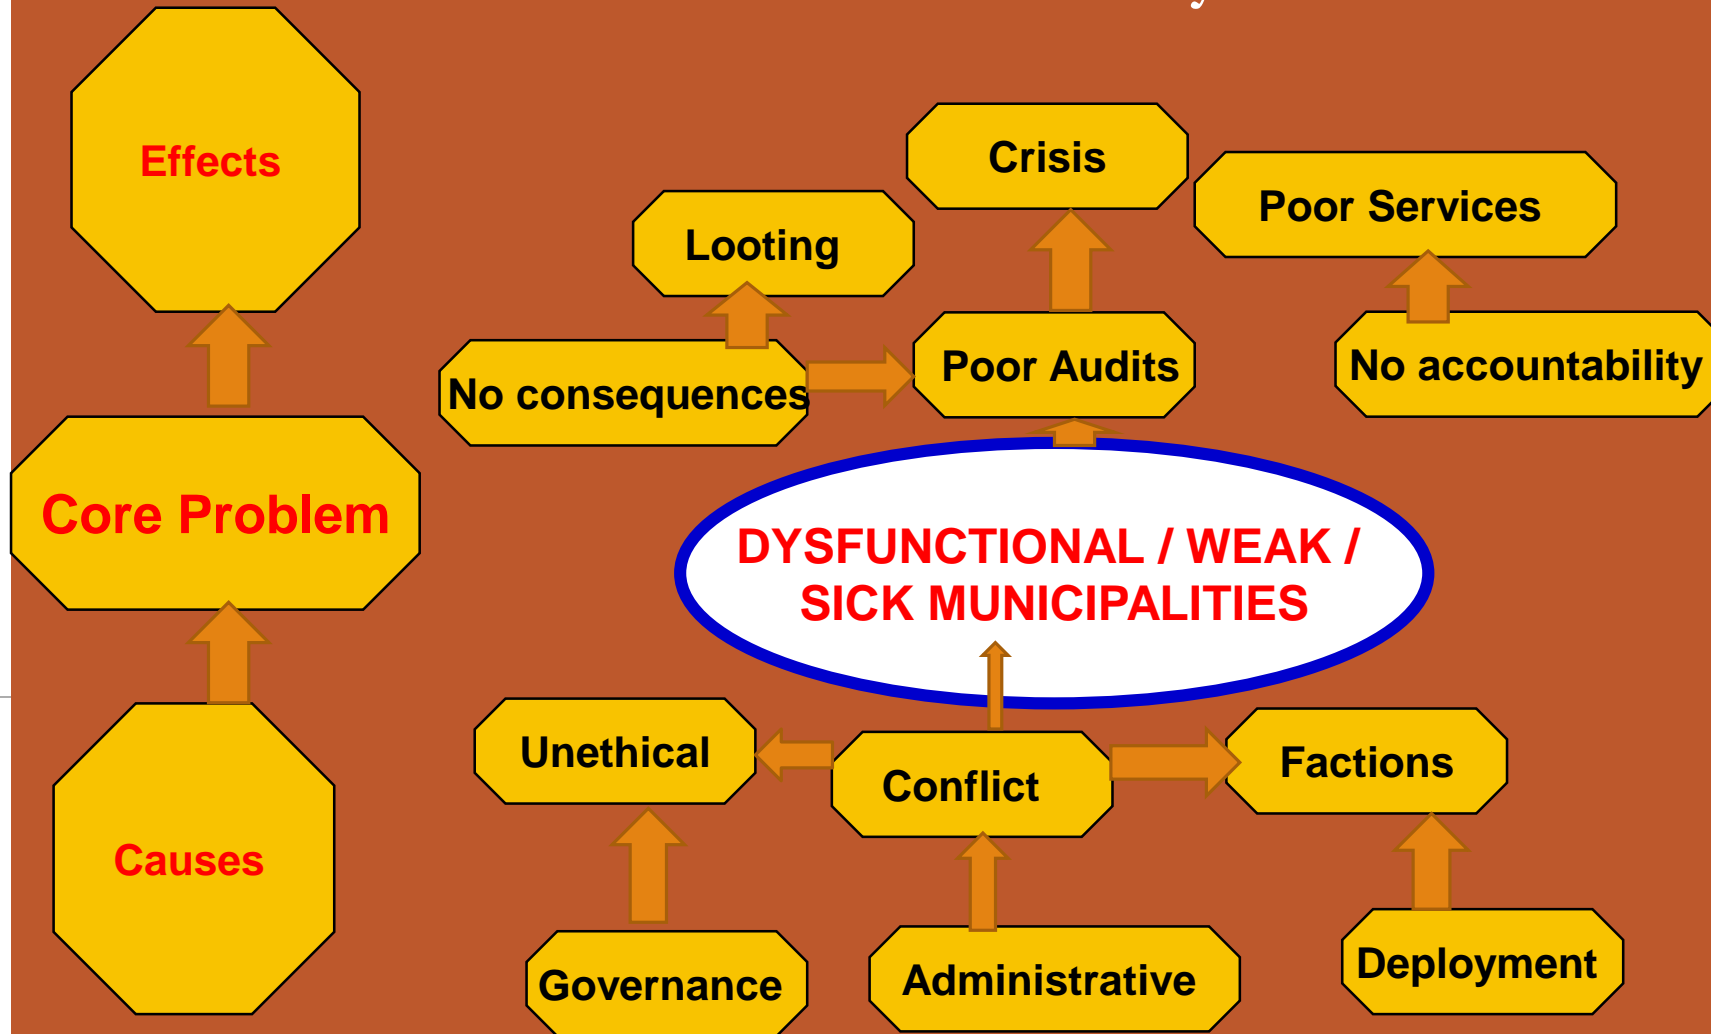 Effects
Crisis
Poor Services
Looting
No consequences
Poor Audits
No accountability
Core Problem
DYSFUNCTIONAL / WEAK /
SICK MUNICIPALITIES
Unethical
Conflict
Factions
Causes
Governance
Administrative
Deployment